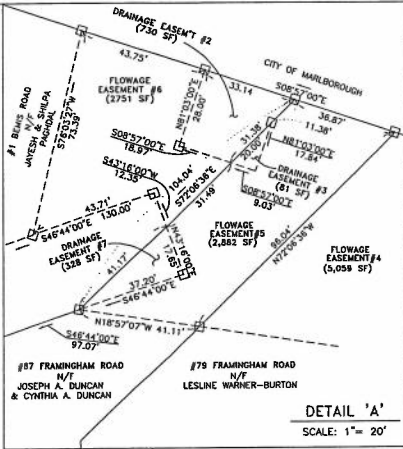 DRAINAGE EASEM'T #2
(730 SF)
43.75'
33.14
CITY OF MARLBOROUGH
S08°57'00"E
36.87'
FLOWAGE
EASEMENT #6
(2751 SF)
N81°03'00"E
28.00'
#1 BEMIS ROAD
N/F
JAYESH & SHILPA
PAGHDAL
S76°03'27"W
73.39'
31.38
20.00'
11.38'
N81°03'00"E
17.84'
DRAINAGE
EASEMENT #3
(81 SF)
S08°57'00"E
18.97
S43°16'00"W
12.35'
104.04'
S72°06'36"E
31.49'
S08°57'00"E
9.03'
43.71'
130.00'
S46°44'00"E
FLOWAGE
EASEMENT#5
(2,882 SF)
FLOWAGE
EASEMENT#4
(5,059 SF)
96.04'
N72°06'36"W
DRAINAGE
EASEMENT #7
(328 SF)
N43°16'00"E
17.65'
41.17'
37.20'
S46°44'00"E
N18°57'07"W 41.11'
S46°44'00"E
97.07'
#87 FRAMINGHAM ROAD
N/F
JOSEPH A. DUNCAN
& CYNTHIA A. DUNCAN
#79 FRAMINGHAM ROAD
N/F
LESLINE WARNER-BURTON
DETAIL 'A'
SCALE: 1"= 20'